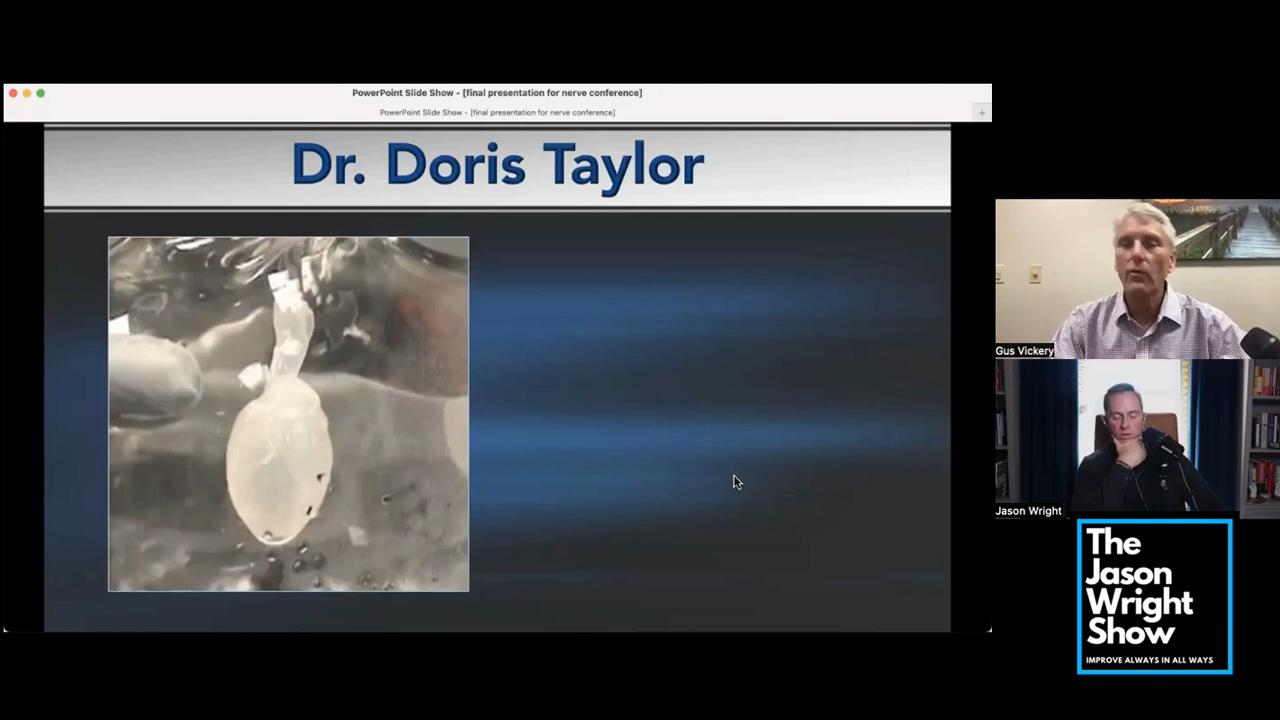 PowerPoint Slide Show - [final presentation for nerve conference]
PowerPoint Slide Show - [final presentation for nerve conference]
Dr. Doris Taylor
Gus Vickery
Jason Wright
The
Jason
Wright
Show
IMPROVE ALWAYS IN ALL WAYS